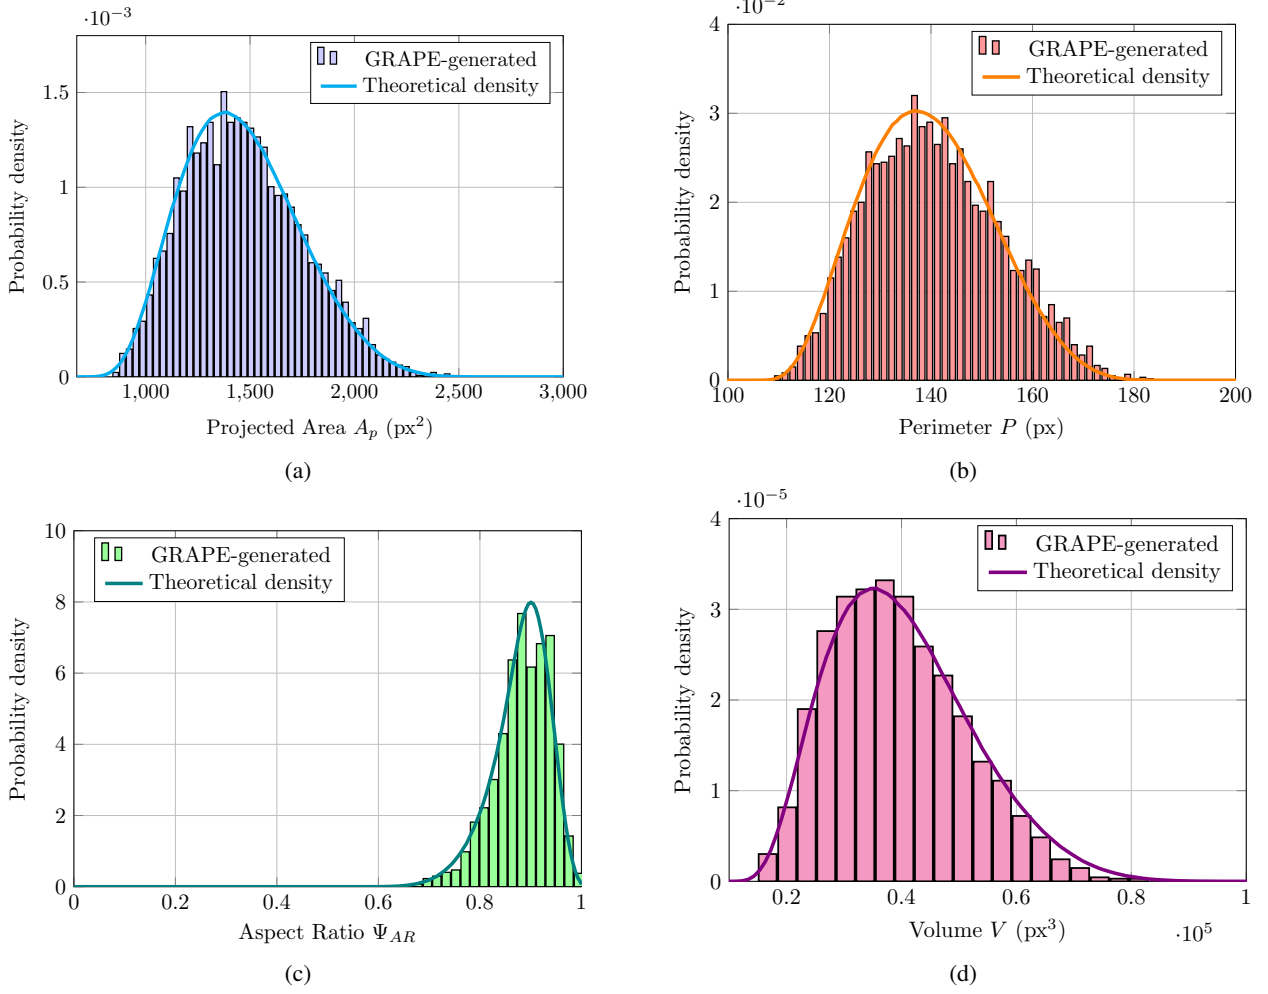 ·10−3
GRAPE-generated
Theoretical density
1.5
1
0.5
0
Probability density
1,000 1,500 2,000 2,500 3,000
Projected Area Ap (px2)
(a)
·10−2
GRAPE-generated
Theoretical density
4
3
2
1
0
Probability density
100 120 140 160 180 200
Perimeter P (px)
(b)
GRAPE-generated
Theoretical density
10
8
6
4
2
0
Probability density
0 0.2 0.4 0.6 0.8 1
Aspect Ratio ΨAR
(c)
·10−5
GRAPE-generated
Theoretical density
4
3
2
1
0
Probability density
0.2 0.4 0.6 0.8 1
Volume V (px3)
·105
(d)